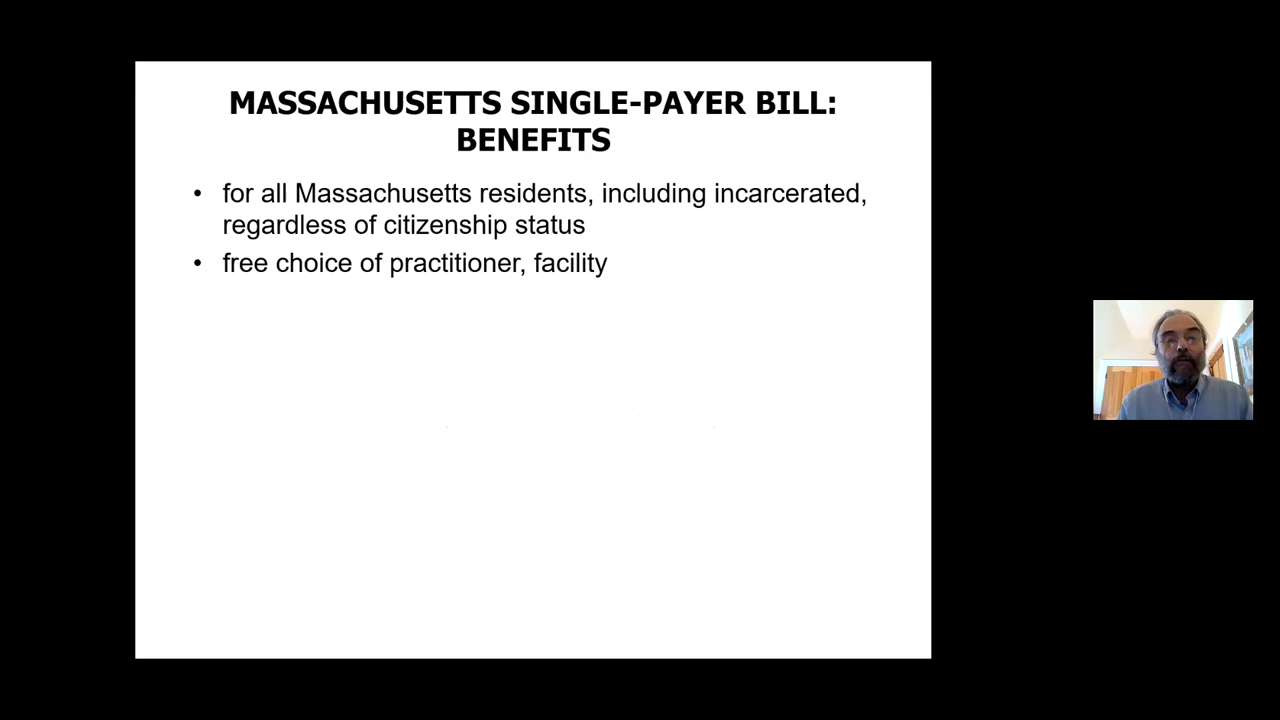 MASSACHUSETTS SINGLE-PAYER BILL:
BENEFITS
• for all Massachusetts residents, including incarcerated,
regardless of citizenship status
• free choice of practitioner, facility